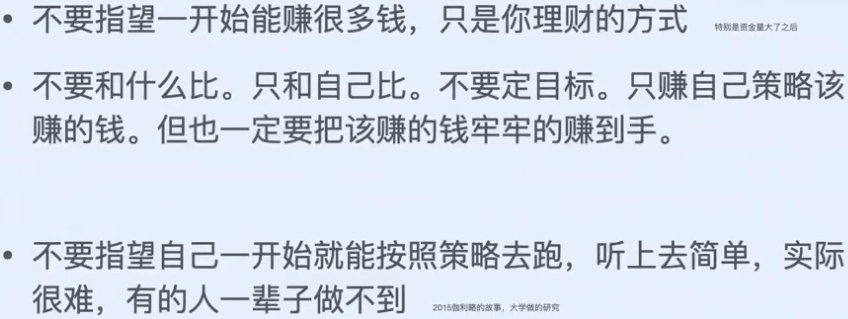 • 不要指望一开始能赚很多钱，只是你理财的方式 特别是资金量大了之后
• 不要和什么比。只和自己比。不要定目标。只赚自己策略该
赚的钱。但也一定要把该赚的钱牢牢的赚到手。
• 不要指望自己一开始就能按照策略去跑，听上去简单，实际
很难，有的人一辈子做不到 2015伽利略的故事，大学做的研究